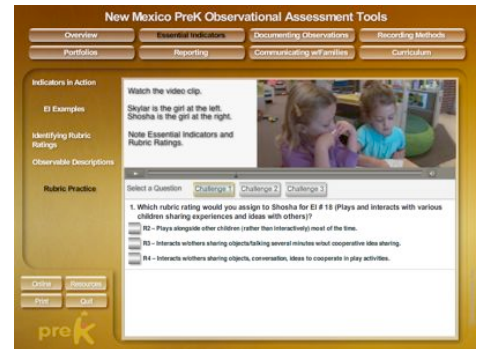 New Mexico PreK Observational Assessment Tools
Overview
Essential Indicators
Documenting Observations
Recording Methods
Portfolios
Reporting
Communicating w/Families
Curriculum
Indicators in Action
EI Examples
Identifying Rubric
Ratings
Observable Descriptions
Rubric Practice
Watch the video clip.
Skylar is the girl at the left.
Shosha is the girl at the right.
Note Essential Indicators and
Rubric Ratings.
Select a Question
Challenge 1
Challenge 2
Challenge 3
1. Which rubric rating would you assign to Shosha for EI # 18 (Plays and interacts with various
children sharing experiences and ideas with others)?
R2 – Plays alongside other children (rather than interactively) most of the time.
R3 – Interacts w/others sharing objects/talking several minutes w/out cooperative idea sharing.
R4 – Interacts w/others sharing objects, conversation, ideas to cooperate in play activities.
Online
Resources
Print
Quit
preK